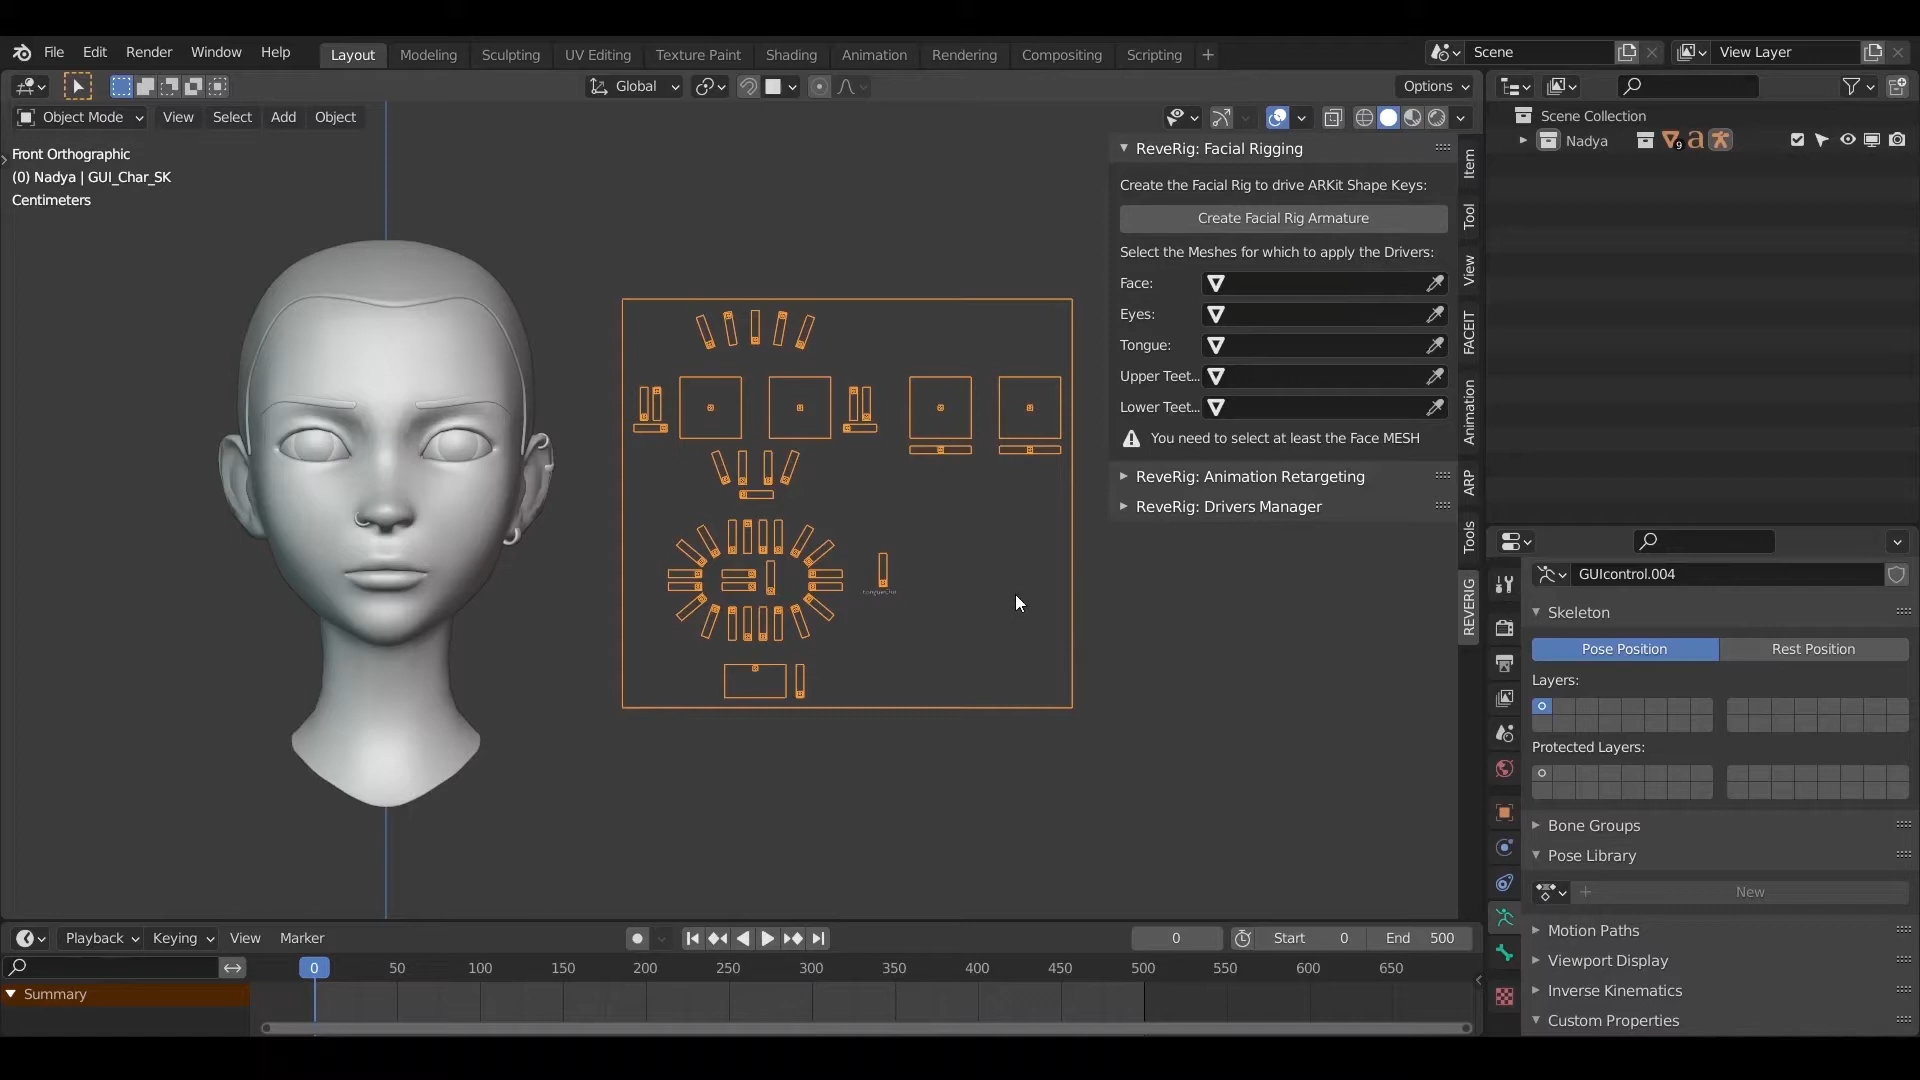 File Edit Render Window Help Layout Modeling Sculpting UV Editing Texture Paint Shading Animation Rendering Compositing Scripting + Scene View Layer
Global Options
Object Mode View Select Add Object
Front Orthographic
(0) Nadya | GUI_Char_SK
Centimeters
ReveRig: Facial Rigging
Create the Facial Rig to drive ARKit Shape Keys:
Create Facial Rig Armature
Select the Meshes for which to apply the Drivers:
Face:
Eyes:
Tongue:
Upper Teet...
Lower Teet...
You need to select at least the Face MESH
ReveRig: Animation Retargeting
ReveRig: Drivers Manager
Item
Tool
View
FACEIT
Animation
ARP
Tools
REVERIG
Scene Collection
Nadya 9
GUIcontrol.004
Skeleton
Pose Position Rest Position
Layers:
Protected Layers:
Bone Groups
Pose Library
New
Motion Paths
Viewport Display
Inverse Kinematics
Custom Properties
Playback Keying View Marker 0 Start 0 End 500
0 50 100 150 200 250 300 350 400 450 500 550 600 650
Summary